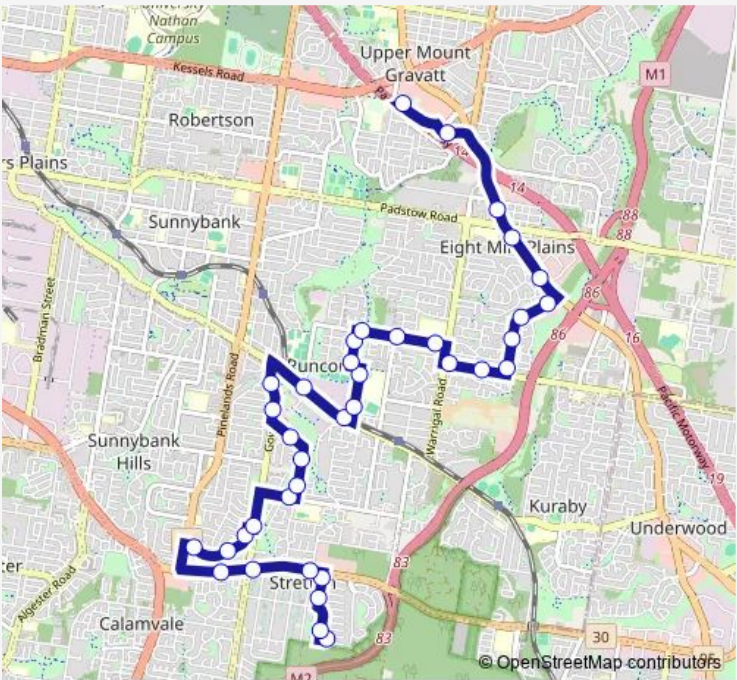 Nathan
Campus
Upper Mount
Gravatt
Kessels Road
M1
Robertson
rs Plains
14
Sunnybank
Padstow Road
88
88
Eight Mi Plains
86
86
16
Bradman Street
Runcor
Pinelands Road
Warrigal Road
Pacific Motorway
Sunnybank
Hills
19
Kuraby
Underwood
83
Algester Road
Calamvale
83
30
M2
© OpenStreetMap contributors